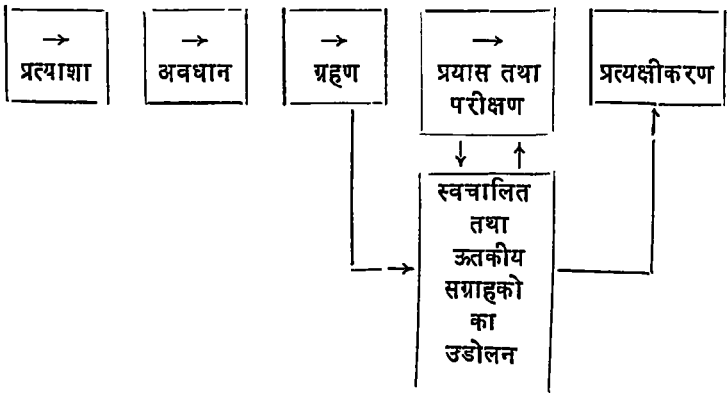 प्रत्याशा
अवधान
ग्रहण
प्रयास तथा
परीक्षण
प्रत्यक्षीकरण
स्वचालित
तथा
ऊतकीय
सग्राहको
का
उडोलन